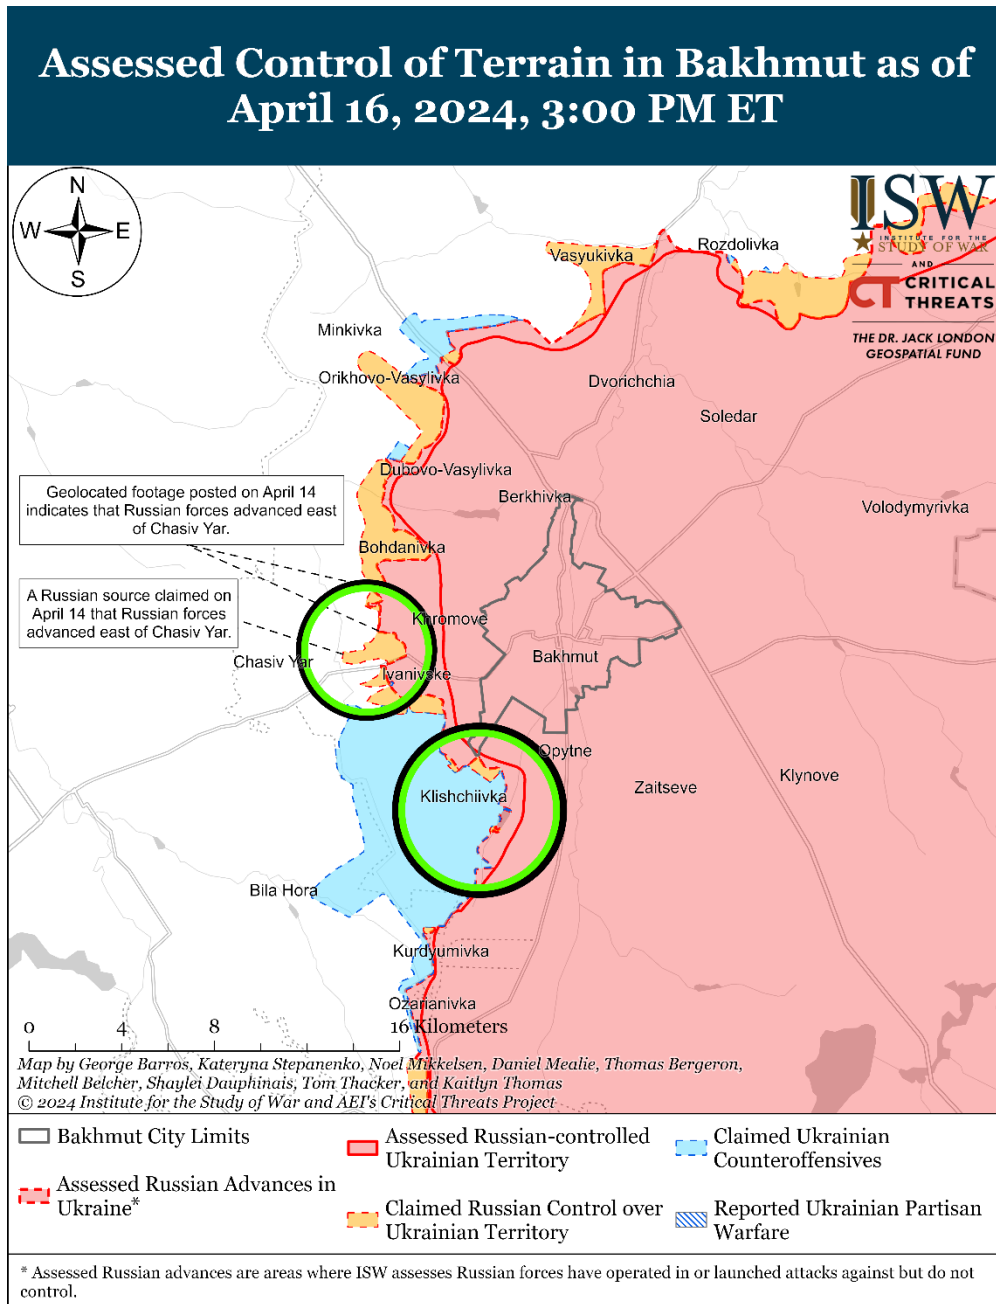 Assessed Control of Terrain in Bakhmut as of
April 16, 2024, 3:00 PM ET
N
W
E
S
ISW
INSTITUTE FOR THE
STUDY OF WAR
AND
CT CRITICAL
THREATS
THE DR. JACK LONDON
GEOSPATIAL FUND
Vasyukivka
Rozdolivka
Minkivka
Orikhovo-Vasylivka
Dvorichchia
Soledar
Dubovo-Vasylivka
Berkhivka
Volodymyrivka
Geolocated footage posted on April 14
indicates that Russian forces advanced east
of Chasiv Yar.
Bohdanivka
A Russian source claimed on
April 14 that Russian forces
advanced east of Chasiv Yar.
Khromove
Chasiv Yar
Bakhmut
Ivanivske
Opytne
Klishchiivka
Zaitseve
Klynove
Bila Hora
Kurdyumivka
Ozarianivka
0
4
8
16 Kilometers
Map by George Barros, Kateryna Stepanenko, Noel Mikkelsen, Daniel Mealie, Thomas Bergeron,
Mitchell Belcher, Shaylei Dauphinais, Tom Thacker, and Kaitlyn Thomas
© 2024 Institute for the Study of War and AEI's Critical Threats Project
Bakhmut City Limits
Assessed Russian Advances in
Ukraine*
Assessed Russian-controlled
Ukrainian Territory
Claimed Russian Control over
Ukrainian Territory
Claimed Ukrainian
Counteroffensives
Reported Ukrainian Partisan
Warfare
* Assessed Russian advances are areas where ISW assesses Russian forces have operated in or launched attacks against but do not
control.